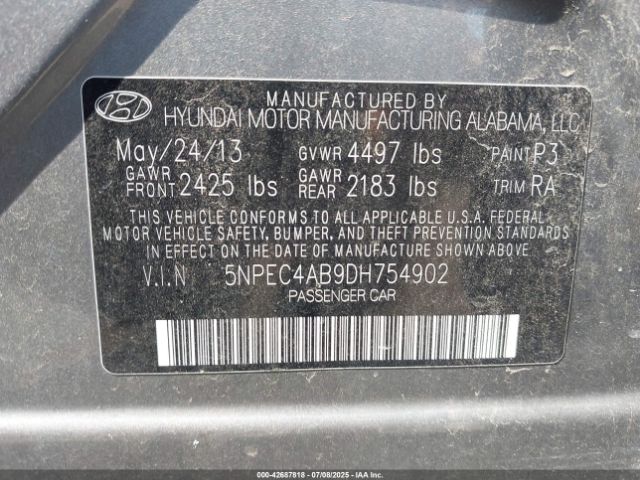 MANUFACTURED BY
HYUNDAI MOTOR MANUFACTURING ALABAMA, LLC
May/24/13 GVWR 4497 lbs PAINT P3
GAWR FRONT 2425 lbs GAWR REAR 2183 lbs TRIM RA
THIS VEHICLE CONFORMS TO ALL APPLICABLE U.S.A. FEDERAL
MOTOR VEHICLE SAFETY, BUMPER, AND THEFT PREVENTION STANDARDS
IN EFFECT ON THE DATE OF MANUFACTURE SHOWN ABOVE.
V.I.N 5NPEC4AB9DH754902
PASSENGER CAR
000-42687818 - 07/08/2025 - IAAI.COM